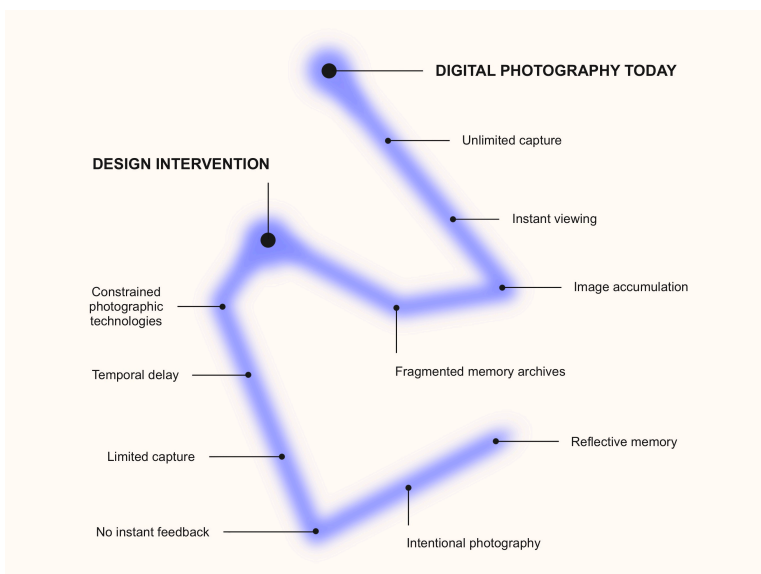 DIGITAL PHOTOGRAPHY TODAY
Unlimited capture
DESIGN INTERVENTION
Instant viewing
Image accumulation
Constrained
photographic
technologies
Fragmented memory archives
Temporal delay
Reflective memory
Limited capture
No instant feedback
Intentional photography